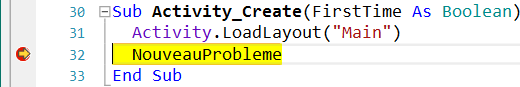 30 Sub Activity_Create(FirstTime As Boolean)
31 Activity.LoadLayout("Main")
32 NouveauProbleme
33 End Sub